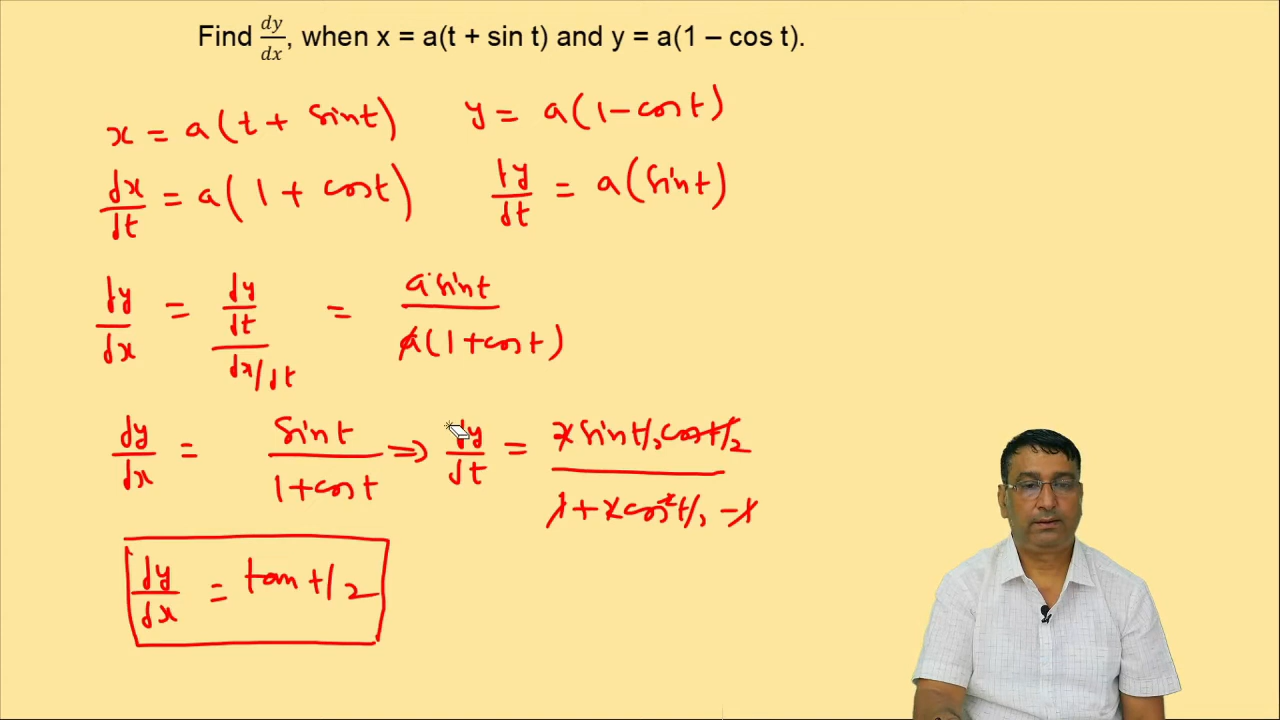 Find dy/dx, when x = a(t + sin t) and y = a(1 – cos t).
x = a(t + sint) y = a(1-cost)
dx/dt = a(1 + cost) dy/dt = a(sint)
dy/dx = (dy/dt)/(dx/dt) = a sint/a(1+cost)
dy/dx = sint/(1+cost) ⇒ dy/dt = 2 sint/2 cost/2/(1+2cos²t/2 -1)
dy/dx = tan t/2